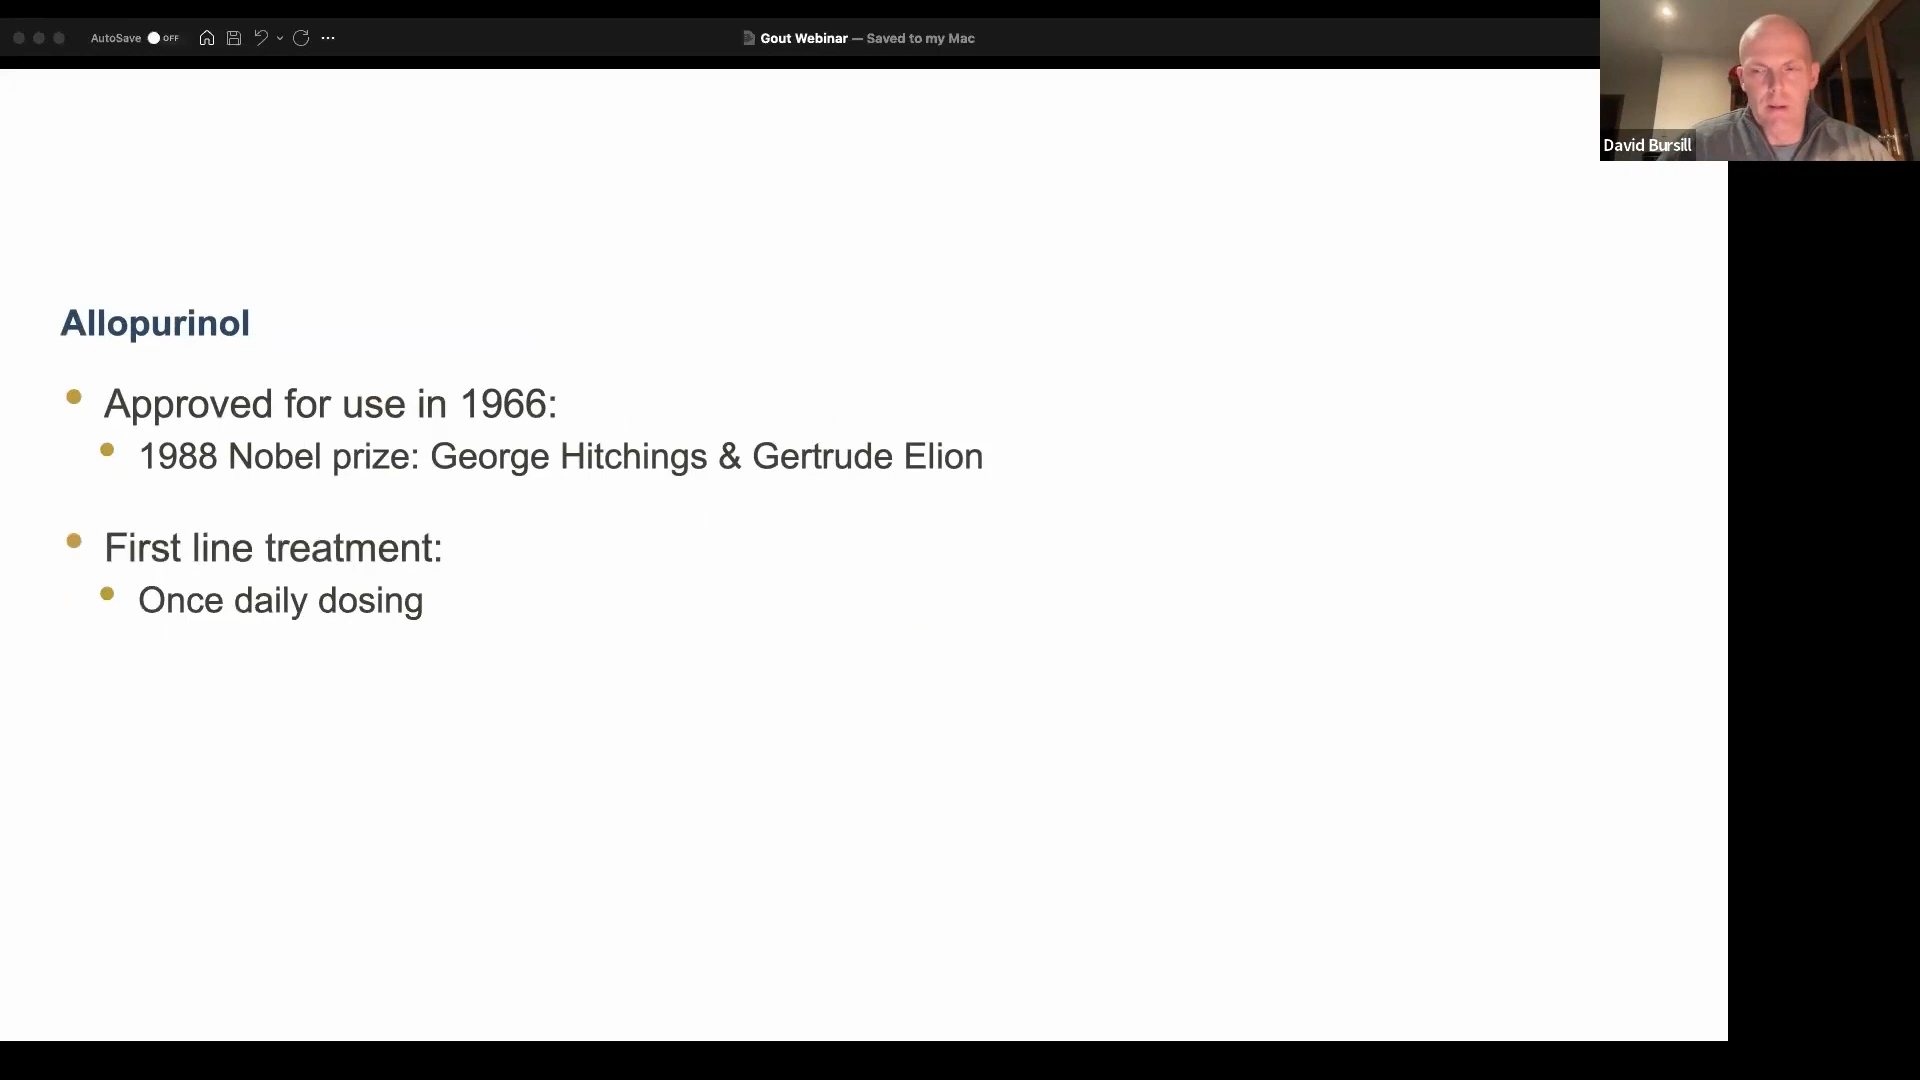 AutoSave OFF
Gout Webinar — Saved to my Mac
David Bursill
Allopurinol
Approved for use in 1966:
1988 Nobel prize: George Hitchings & Gertrude Elion
First line treatment:
Once daily dosing